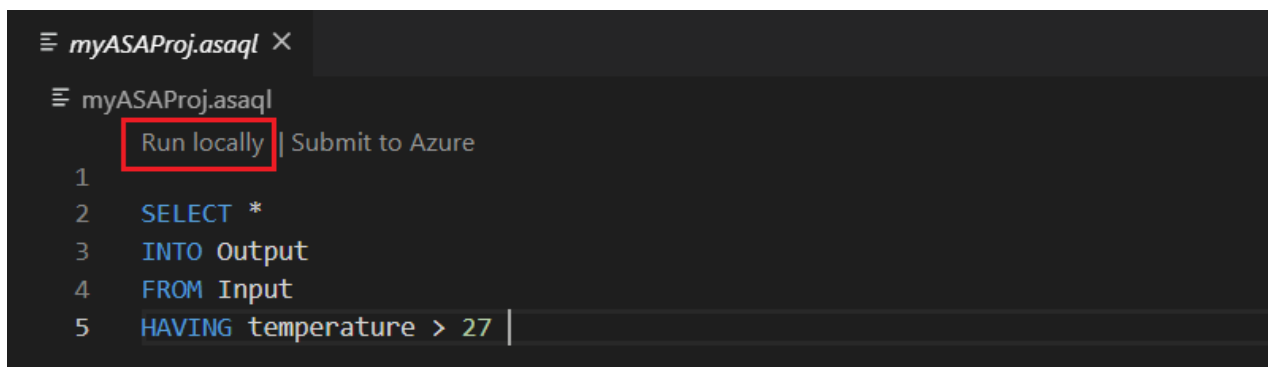 myASAProj.asaql
myASAProj.asaql
Run locally | Submit to Azure
1
2 SELECT *
3 INTO Output
4 FROM Input
5 HAVING temperature > 27